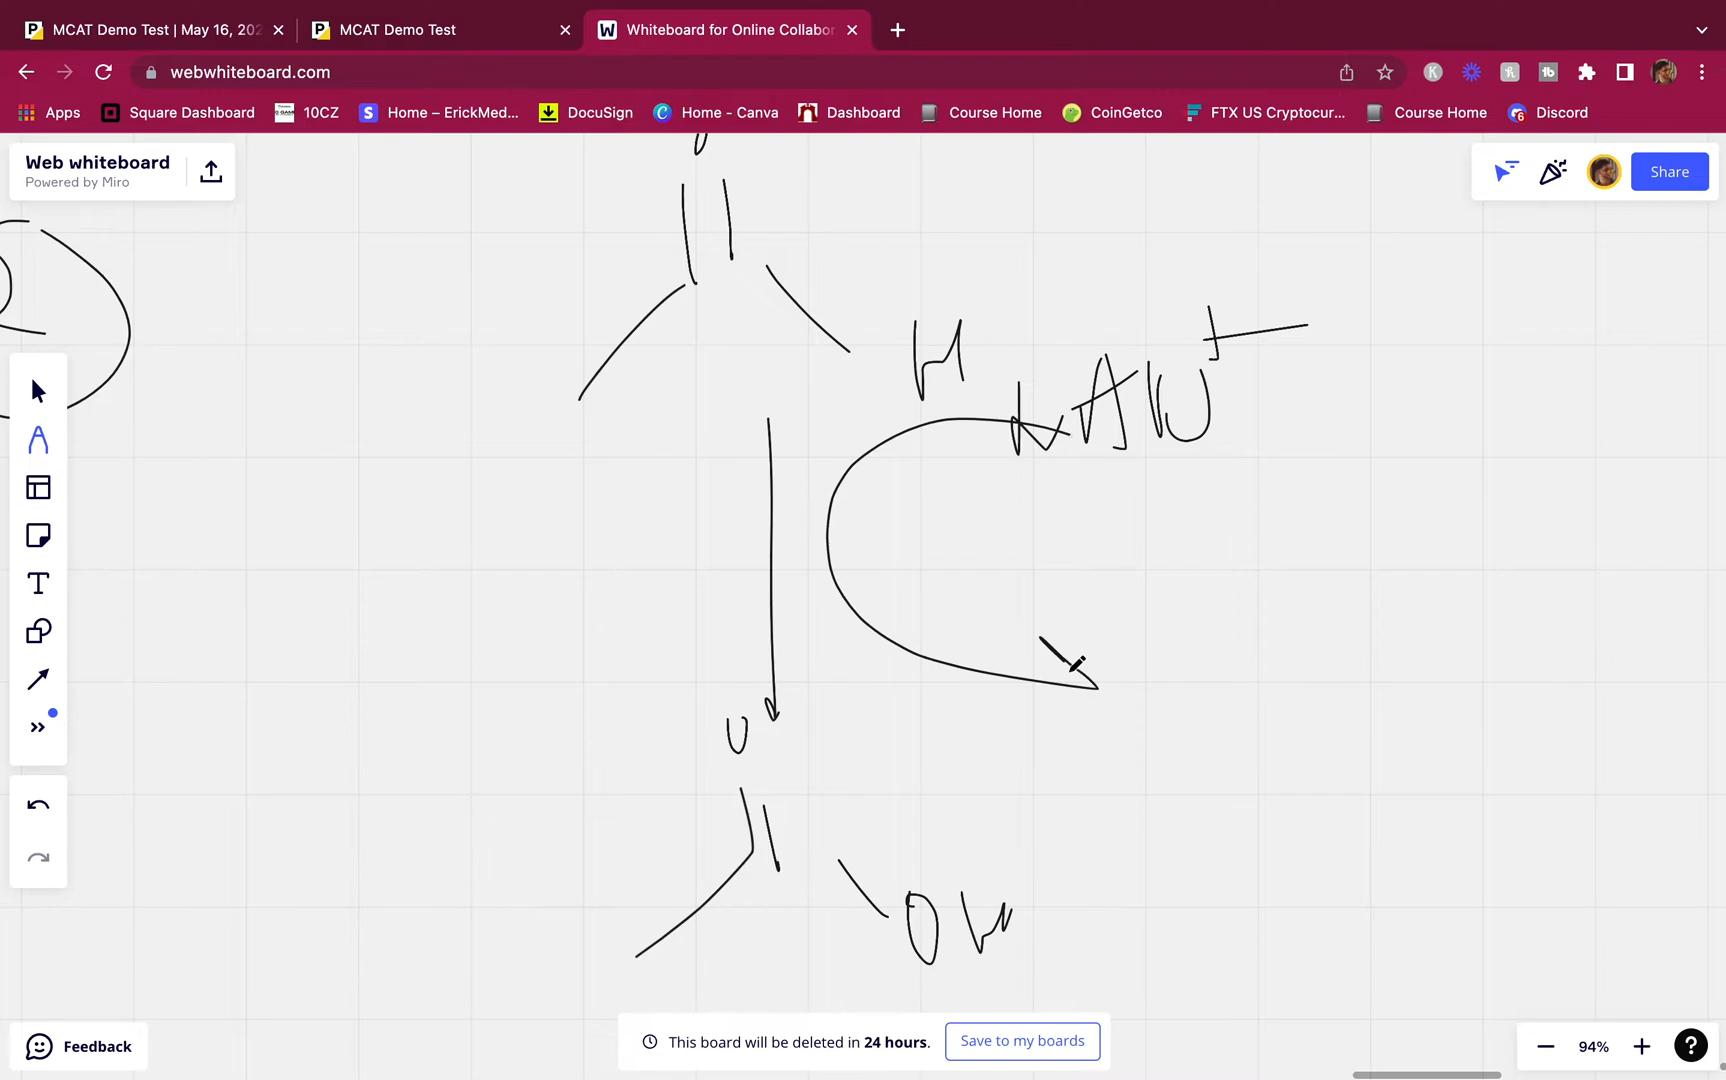 MCAT Demo Test | May 16, 202
MCAT Demo Test
Whiteboard for Online Collabor
webwhiteboard.com
Apps
Square Dashboard
10CZ
Home – ErickMed...
DocuSign
Home - Canva
Dashboard
Course Home
CoinGetco
FTX US Cryptocur...
Course Home
Discord
Web whiteboard
Powered by Miro
Share
O
H
NAD+
O
OH
This board will be deleted in 24 hours.
Save to my boards
Feedback
94%